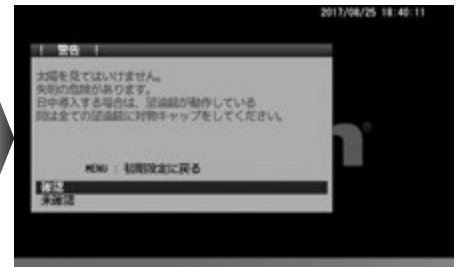 2017/08/25 18:40:11
! 警告 !
太陽を見てはいけません。
失明の危険があります。
日中導入する場合は、望遠鏡が動作している
間は全ての望遠鏡に対物キャップをしてください。
MENU : 初期設定に戻る
確認
未確認
n